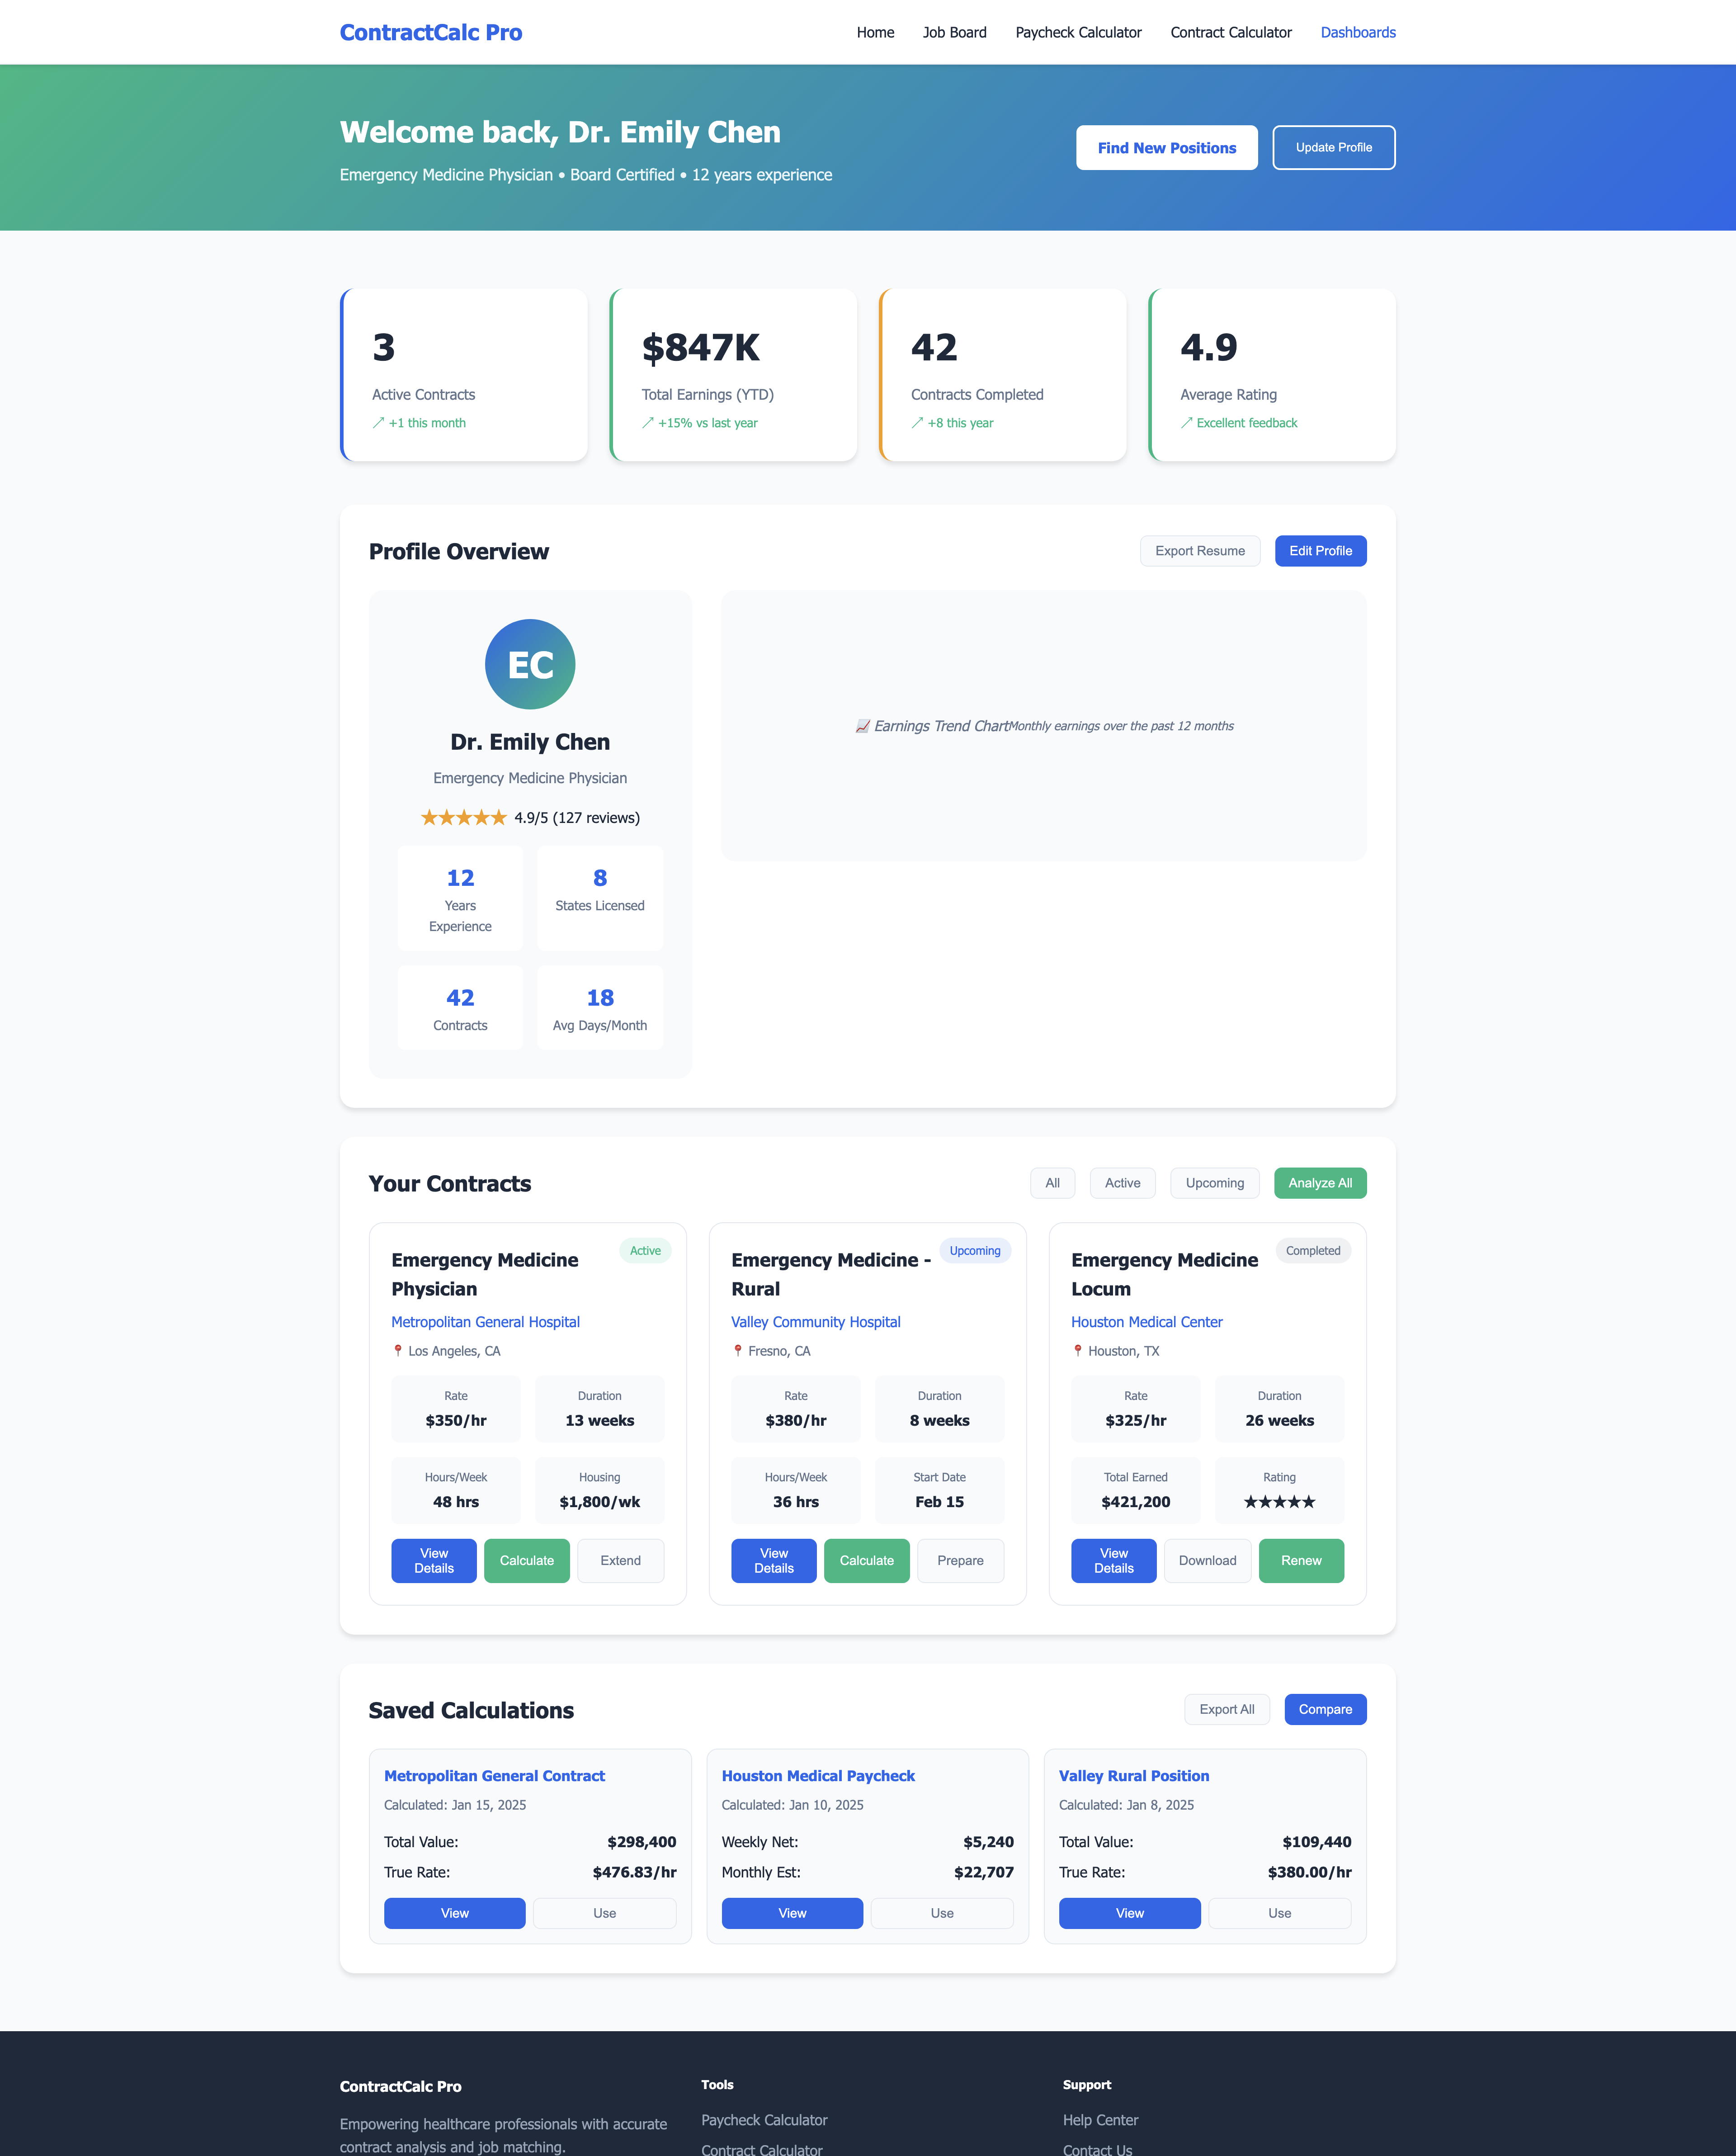 ContractCalc Pro
Home Job Board Paycheck Calculator Contract Calculator Dashboards
Welcome back, Dr. Emily Chen
Emergency Medicine Physician • Board Certified • 12 years experience
Find New Positions Update Profile
3
Active Contracts
↗ +1 this month
$847K
Total Earnings (YTD)
↗ +15% vs last year
42
Contracts Completed
↗ +8 this year
4.9
Average Rating
↗ Excellent feedback
Profile Overview
Export Resume Edit Profile
EC
Dr. Emily Chen
Emergency Medicine Physician
★★★★★ 4.9/5 (127 reviews)
12
Years
Experience
8
States Licensed
42
Contracts
18
Avg Days/Month
📈 Earnings Trend ChartMonthly earnings over the past 12 months
Your Contracts
All Active Upcoming Analyze All
Active
Emergency Medicine
Physician
Metropolitan General Hospital
📍 Los Angeles, CA
Rate
$350/hr
Duration
13 weeks
Hours/Week
48 hrs
Housing
$1,800/wk
View
Details
Calculate
Extend
Upcoming
Emergency Medicine -
Rural
Valley Community Hospital
📍 Fresno, CA
Rate
$380/hr
Duration
8 weeks
Hours/Week
36 hrs
Start Date
Feb 15
View
Details
Calculate
Prepare
Completed
Emergency Medicine
Locum
Houston Medical Center
📍 Houston, TX
Rate
$325/hr
Duration
26 weeks
Total Earned
$421,200
Rating
★★★★★
View
Details
Download
Renew
Saved Calculations
Export All Compare
Metropolitan General Contract
Calculated: Jan 15, 2025
Total Value: $298,400
True Rate: $476.83/hr
View Use
Houston Medical Paycheck
Calculated: Jan 10, 2025
Weekly Net: $5,240
Monthly Est: $22,707
View Use
Valley Rural Position
Calculated: Jan 8, 2025
Total Value: $109,440
True Rate: $380.00/hr
View Use
ContractCalc Pro
Empowering healthcare professionals with accurate
contract analysis and job matching.
Tools
Paycheck Calculator
Contract Calculator
Support
Help Center
Contact Us